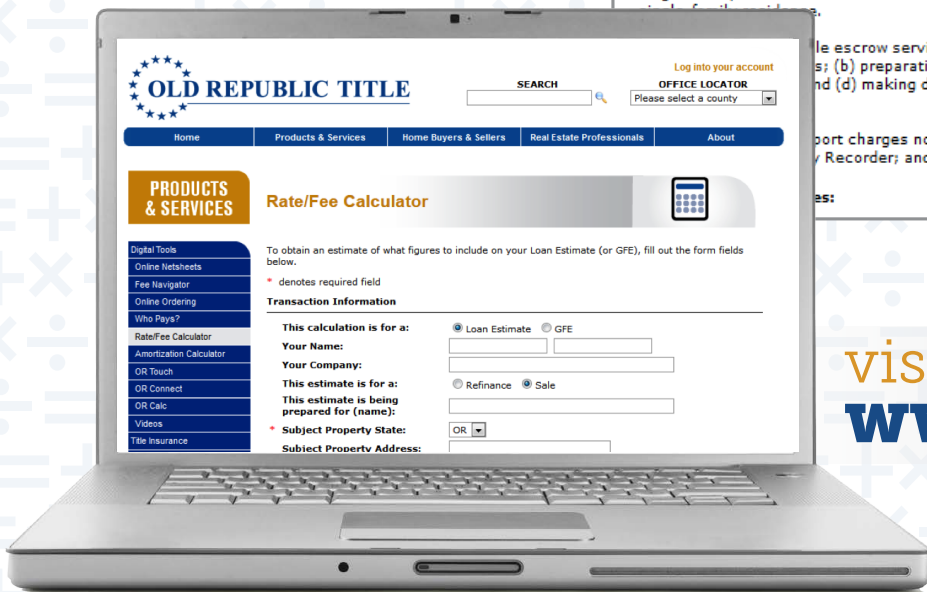 Log into your account
OLD REPUBLIC TITLE
SEARCH
OFFICE LOCATOR
Please select a county
Home
Products & Services
Home Buyers & Sellers
Real Estate Professionals
About
PRODUCTS
& SERVICES
Rate/Fee Calculator
Digital Tools
Online Netsheets
Fee Navigator
Online Ordering
Who Pays?
Rate/Fee Calculator
Amortization Calculator
OR Touch
OR Connect
OR Calc
Videos
Title Insurance
To obtain an estimate of what figures to include on your Loan Estimate (or GFE), fill out the form fields
below.
* denotes required field
Transaction Information
This calculation is for a: Loan Estimate GFE
Your Name:
Your Company:
This estimate is for a: Refinance Sale
This estimate is being
prepared for (name):
* Subject Property State: OR
Subject Property Address:
le escrow servi
s; (b) preparati
nd (d) making d
port charges no
y Recorder; and
es:
vis
ww